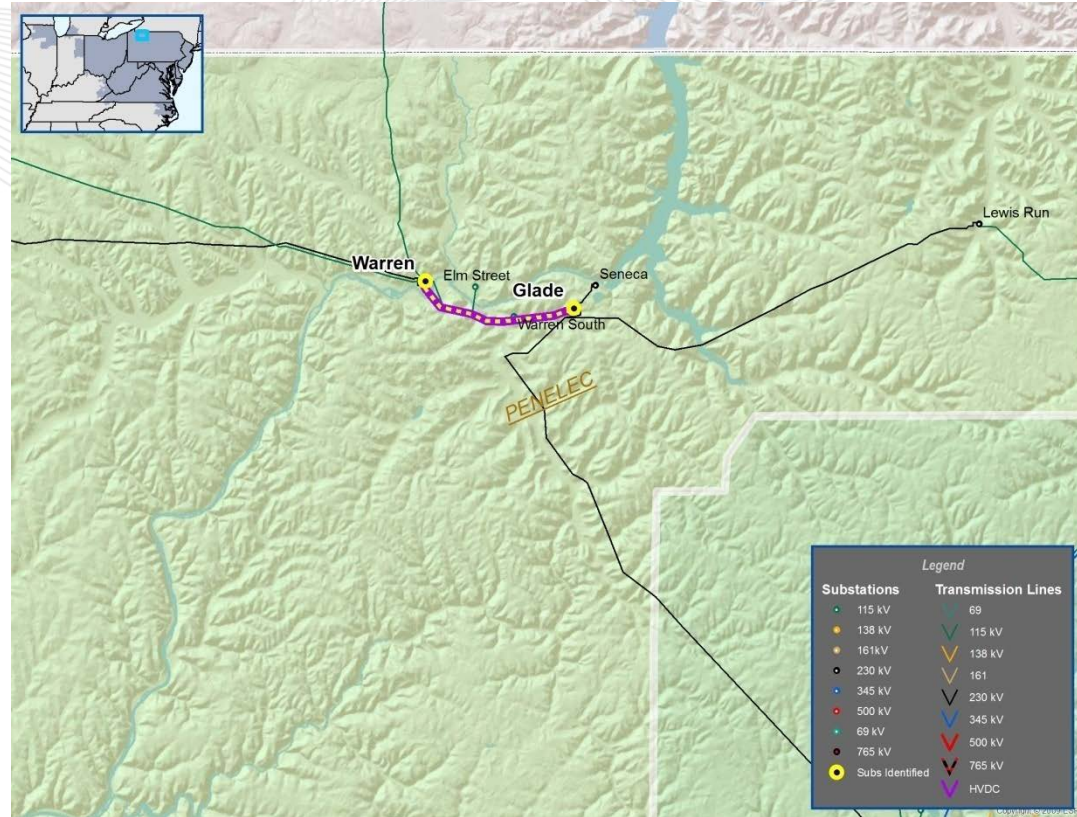 Lewis Run
Warren
Elm Street
Seneca
Glade
Warren South
PENELEC
Legend
Substations
115 kV
138 kV
161kV
230 kV
345 kV
500 kV
69 kV
765 kV
Subs Identified
Transmission Lines
69
115 kV
138 kV
161
230 kV
345 kV
500 kV
765 kV
HVDC